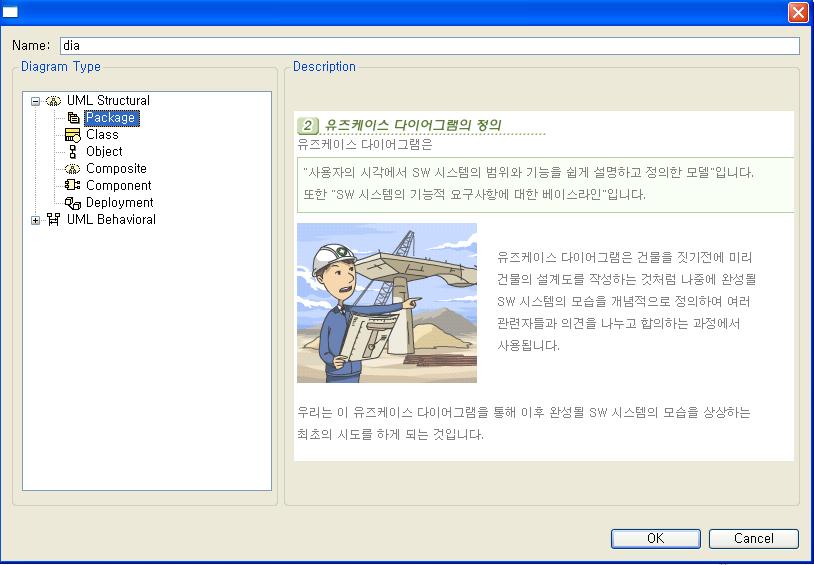 Name: dia
Diagram Type
UML Structural
Package
Class
Object
Composite
Component
Deployment
UML Behavioral
Description
2 유즈케이스 다이어그램의 정의
유즈케이스 다이어그램은
"사용자의 시각에서 SW 시스템의 범위와 기능을 쉽게 설명하고 정의한 모델"입니다.
또한 "SW 시스템의 기능적 요구사항에 대한 베이스라인"입니다.
유즈케이스 다이어그램은 건물을 짓기전에 미리
건물의 설계도를 작성하는 것처럼 나중에 완성될
SW 시스템의 모습을 개념적으로 정의하여 여러
관련자들과 의견을 나누고 합의하는 과정에서
사용됩니다.
우리는 이 유즈케이스 다이어그램을 통해 이후 완성될 SW 시스템의 모습을 상상하는
최초의 시도를 하게 되는 것입니다.
OK Cancel